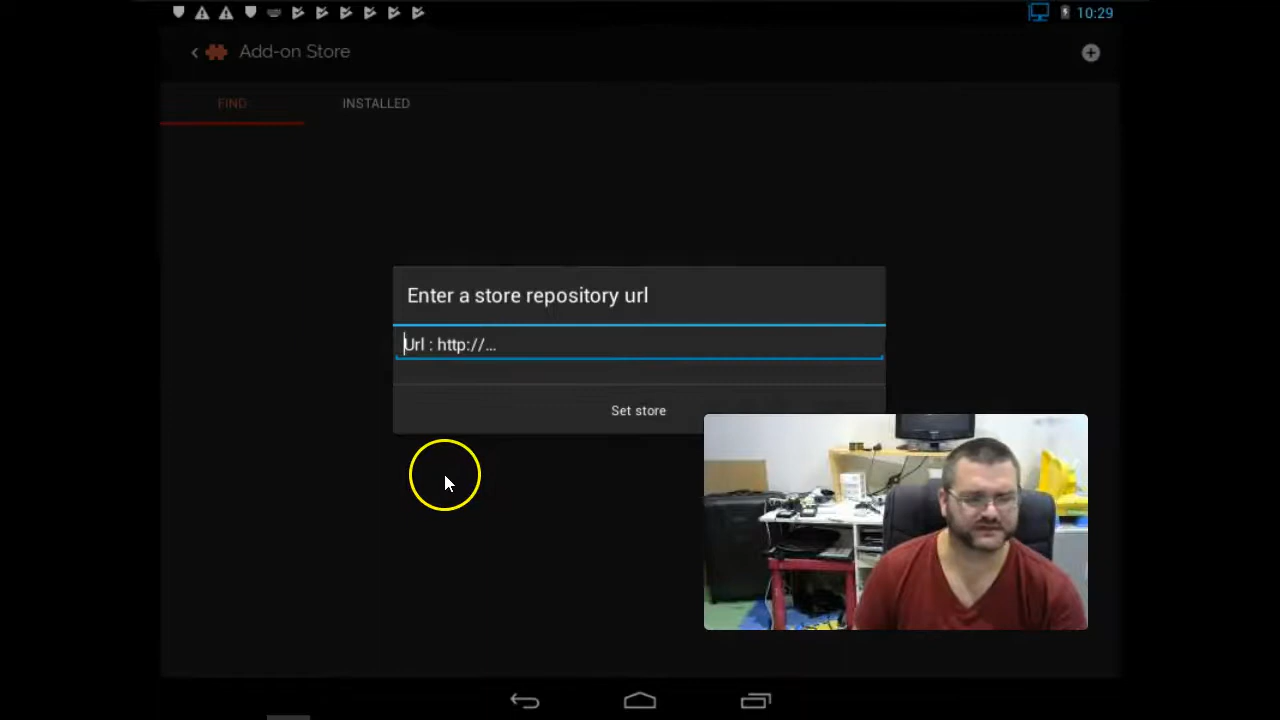 10:29
Add-on Store
FIND INSTALLED
Enter a store repository url
Url : http://...
Set store